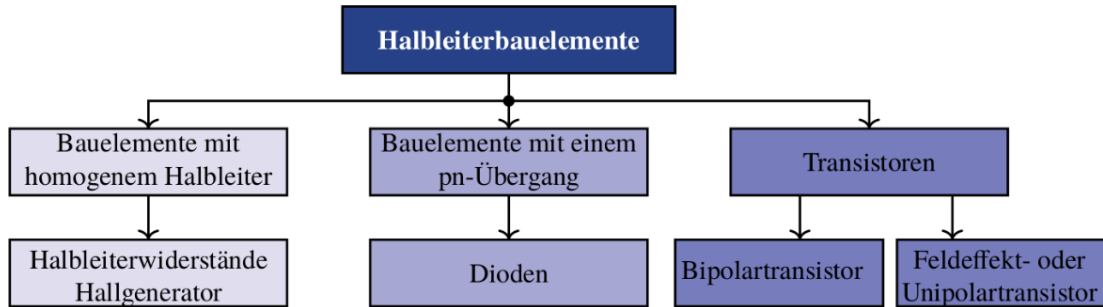 Halbleiterbauelemente
Bauelemente mit
homogenem Halbleiter
Bauelemente mit einem
pn-Übergang
Transistoren
Halbleiterwiderstände
Hallgenerator
Dioden
Bipolartransistor
Feldeffekt- oder
Unipolartransistor